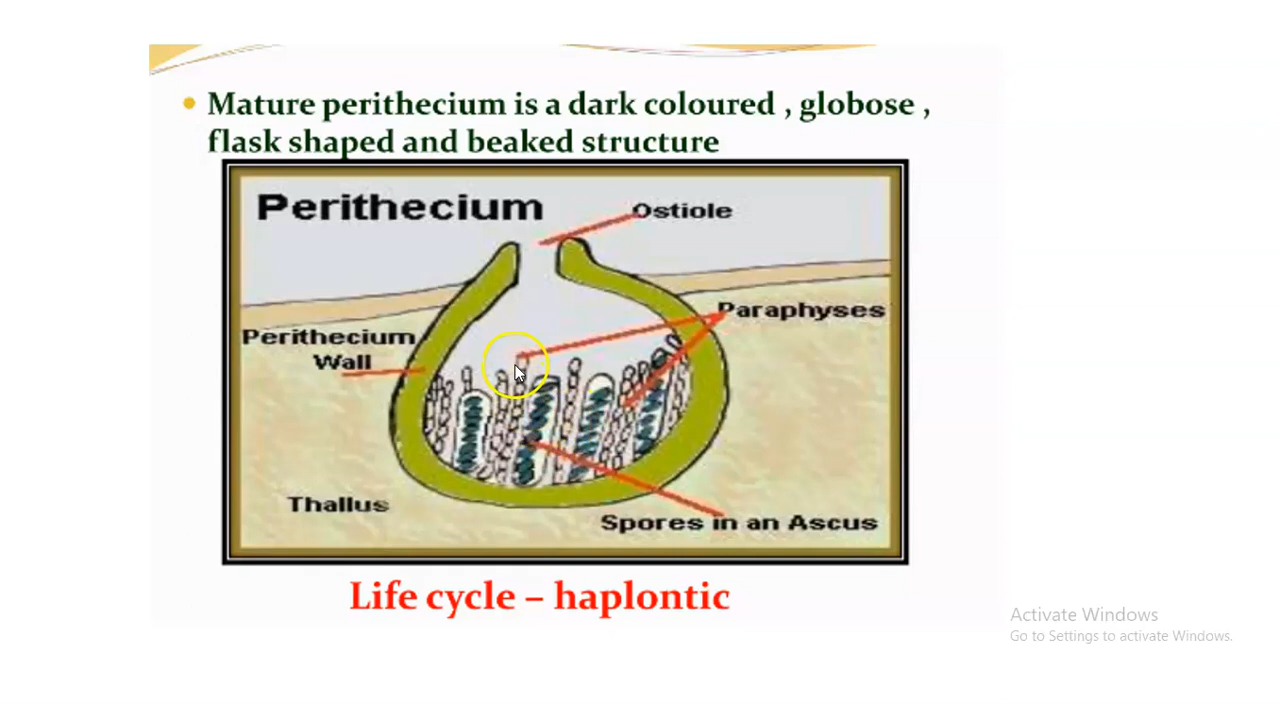 Mature perithecium is a dark coloured , globose ,
flask shaped and beaked structure
Perithecium
Ostiole
Paraphyses
Perithecium
Wall
Thallus
Spores in an Ascus
Life cycle – haplontic
Activate Windows
Go to Settings to activate Windows.